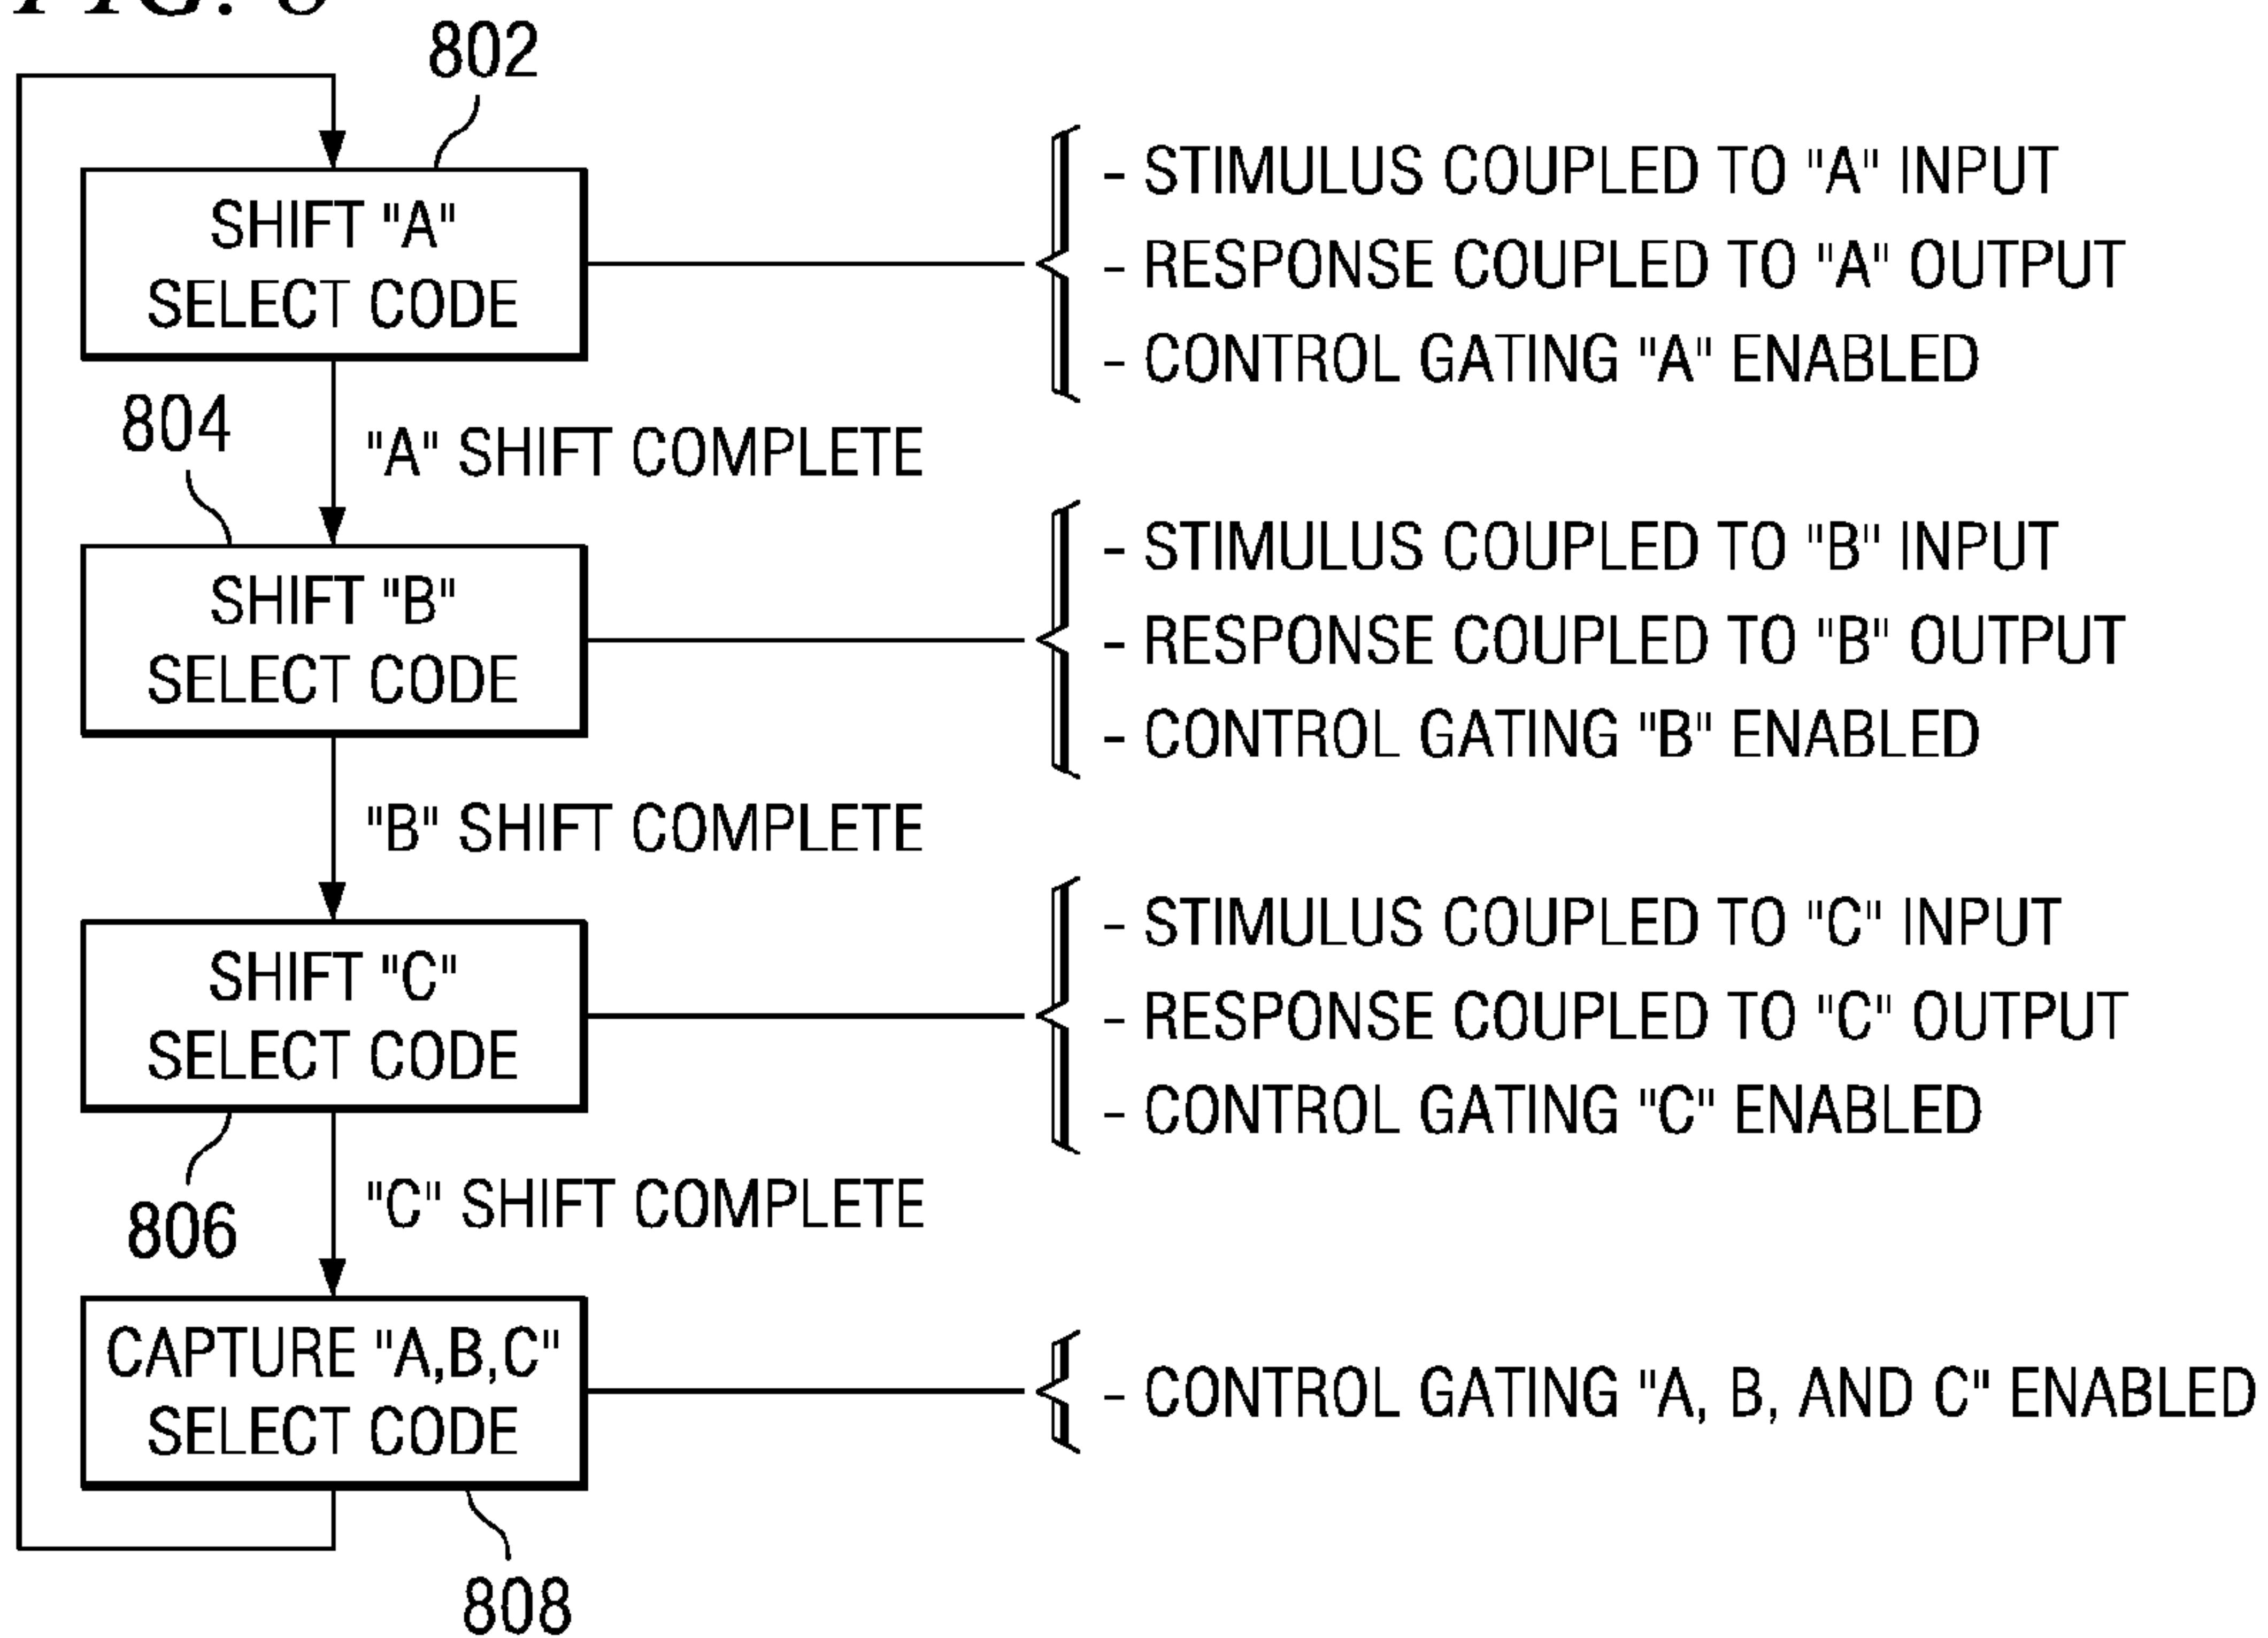 802
SHIFT "A"
SELECT CODE
- STIMULUS COUPLED TO "A" INPUT
- RESPONSE COUPLED TO "A" OUTPUT
- CONTROL GATING "A" ENABLED
804
"A" SHIFT COMPLETE
SHIFT "B"
SELECT CODE
- STIMULUS COUPLED TO "B" INPUT
- RESPONSE COUPLED TO "B" OUTPUT
- CONTROL GATING "B" ENABLED
"B" SHIFT COMPLETE
SHIFT "C"
SELECT CODE
- STIMULUS COUPLED TO "C" INPUT
- RESPONSE COUPLED TO "C" OUTPUT
- CONTROL GATING "C" ENABLED
806
"C" SHIFT COMPLETE
CAPTURE "A,B,C"
SELECT CODE
- CONTROL GATING "A, B, AND C" ENABLED
808